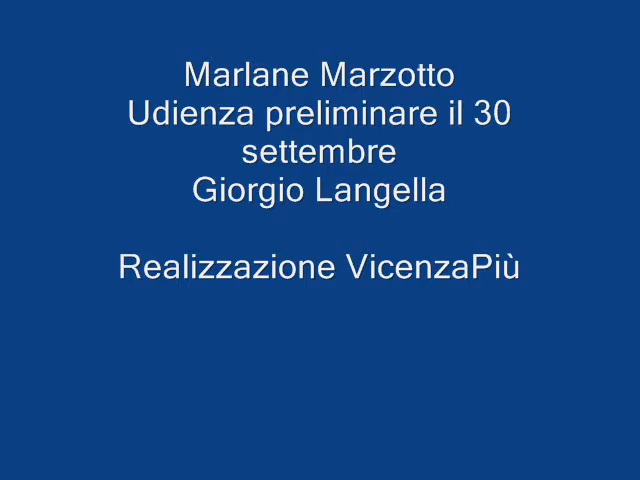 Marlane Marzotto
Udienza preliminare il 30
settembre
Giorgio Langella
Realizzazione VicenzaPiù